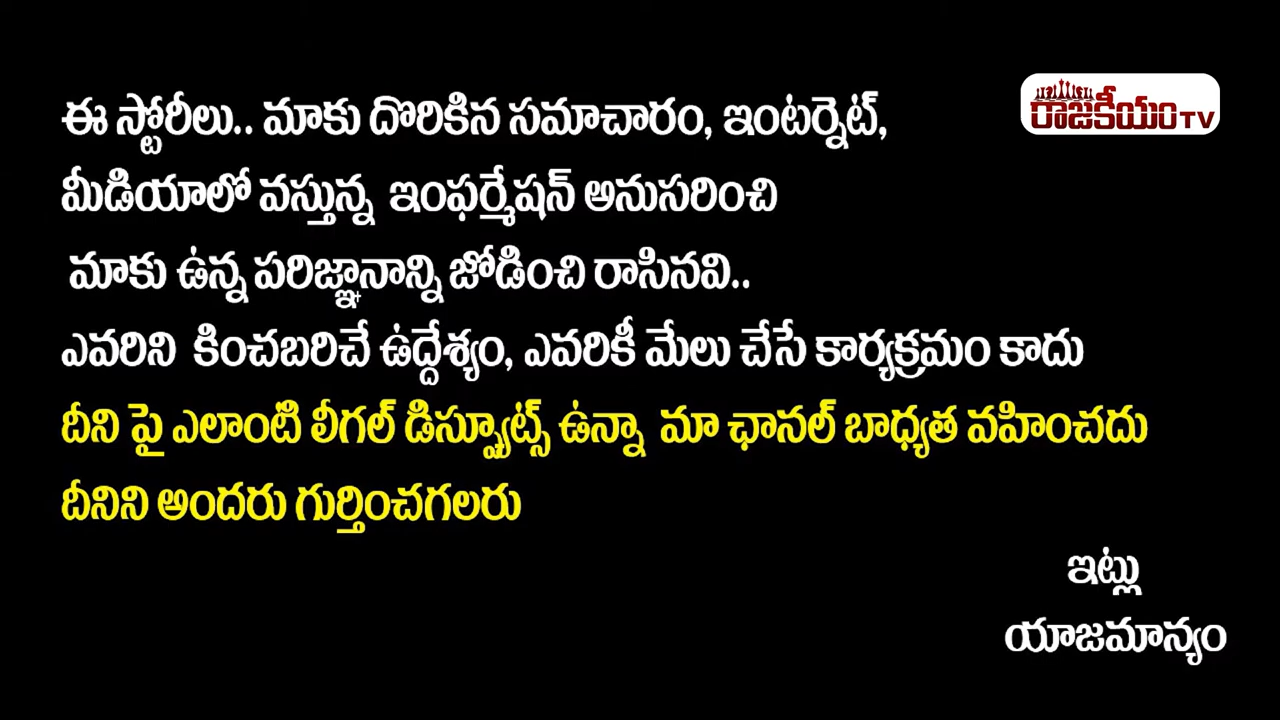 రాజకీయంTV
ఈ స్టోరీలు.. మాకు దొరికిన సమాచారం, ఇంటర్నెట్,
మీడియాలో వస్తున్న ఇంఫర్మేషన్ అనుసరించి
మాకు ఉన్న పరిజ్ఞానాన్ని జోడించి రాసినవి..
ఎవరిని కించబరిచే ఉద్దేశ్యం, ఎవరికీ మేలు చేసే కార్యక్రమం కాదు
దీని పై ఎలాంటి లీగల్ డిస్ప్యూట్స్ ఉన్నా మా ఛానల్ బాధ్యత వహించదు
దీనిని అందరు గుర్తించగలరు
ఇట్లు
యాజమాన్యం